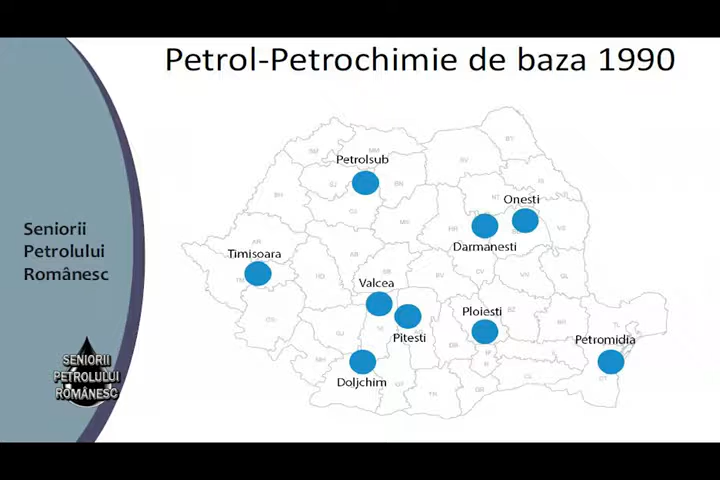 Petrol-Petrochimie de baza 1990
Petrolsub
Onesti
Darmanesti
Timisoara
Valcea
Pitesti
Ploiesti
Petromidia
Doljchim
Seniorii
Petrolului
Românesc
SENIORII
PETROLULUI
ROMÂNESC